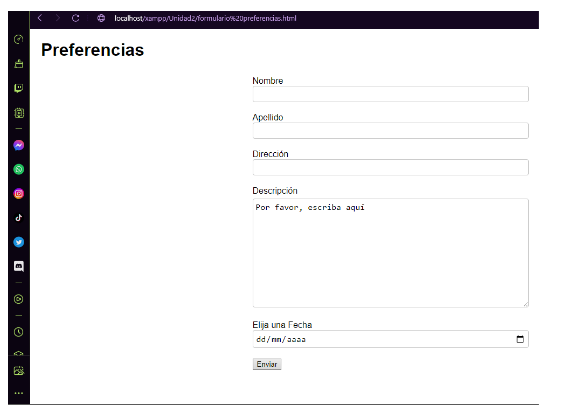 localhost/xampp/Unidad2/formulario%20preferencias.html
Preferencias
Nombre
Apellido
Dirección
Descripción
Por favor, escriba aquí
Elija una Fecha
dd/mm/aaaa
Enviar